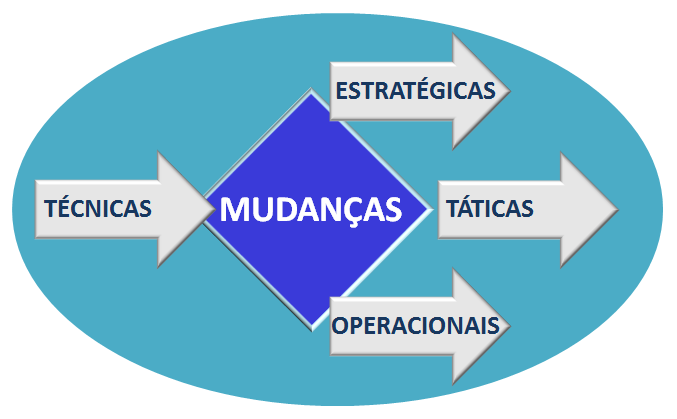 ESTRATÉGICAS
TÉCNICAS
MUDANÇAS
TÁTICAS
OPERACIONAIS